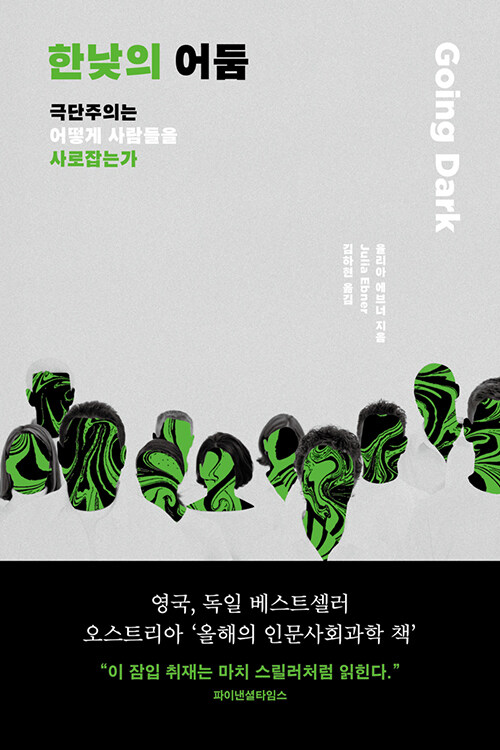 한낮의 어둠
극단주의는
어떻게 사람들을
사로잡는가
Going Dark
율리아 에브너 지음
Julia Ebner
김하현 옮김
영국, 독일 베스트셀러
오스트리아 ‘올해의 인문사회과학 책’
“이 잠입 취재는 마치 스릴러처럼 읽힌다.”
파이낸셜타임스